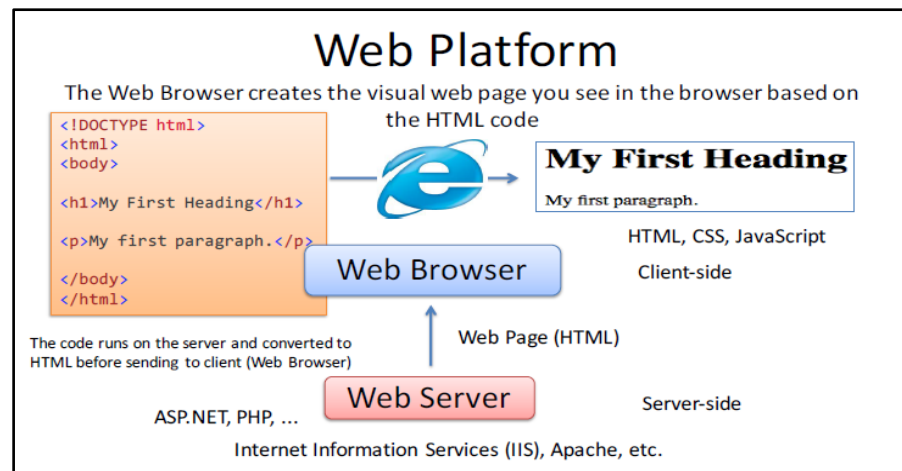 Web Platform
The Web Browser creates the visual web page you see in the browser based on
the HTML code
<!DOCTYPE html>
<html>
<body>
<h1>My First Heading</h1>
<p>My first paragraph.</p>
</body>
</html>
My First Heading
My first paragraph.
HTML, CSS, JavaScript
Web Browser
Client-side
The code runs on the server and converted to
HTML before sending to client (Web Browser)
Web Page (HTML)
Web Server
Server-side
ASP.NET, PHP, ...
Internet Information Services (IIS), Apache, etc.